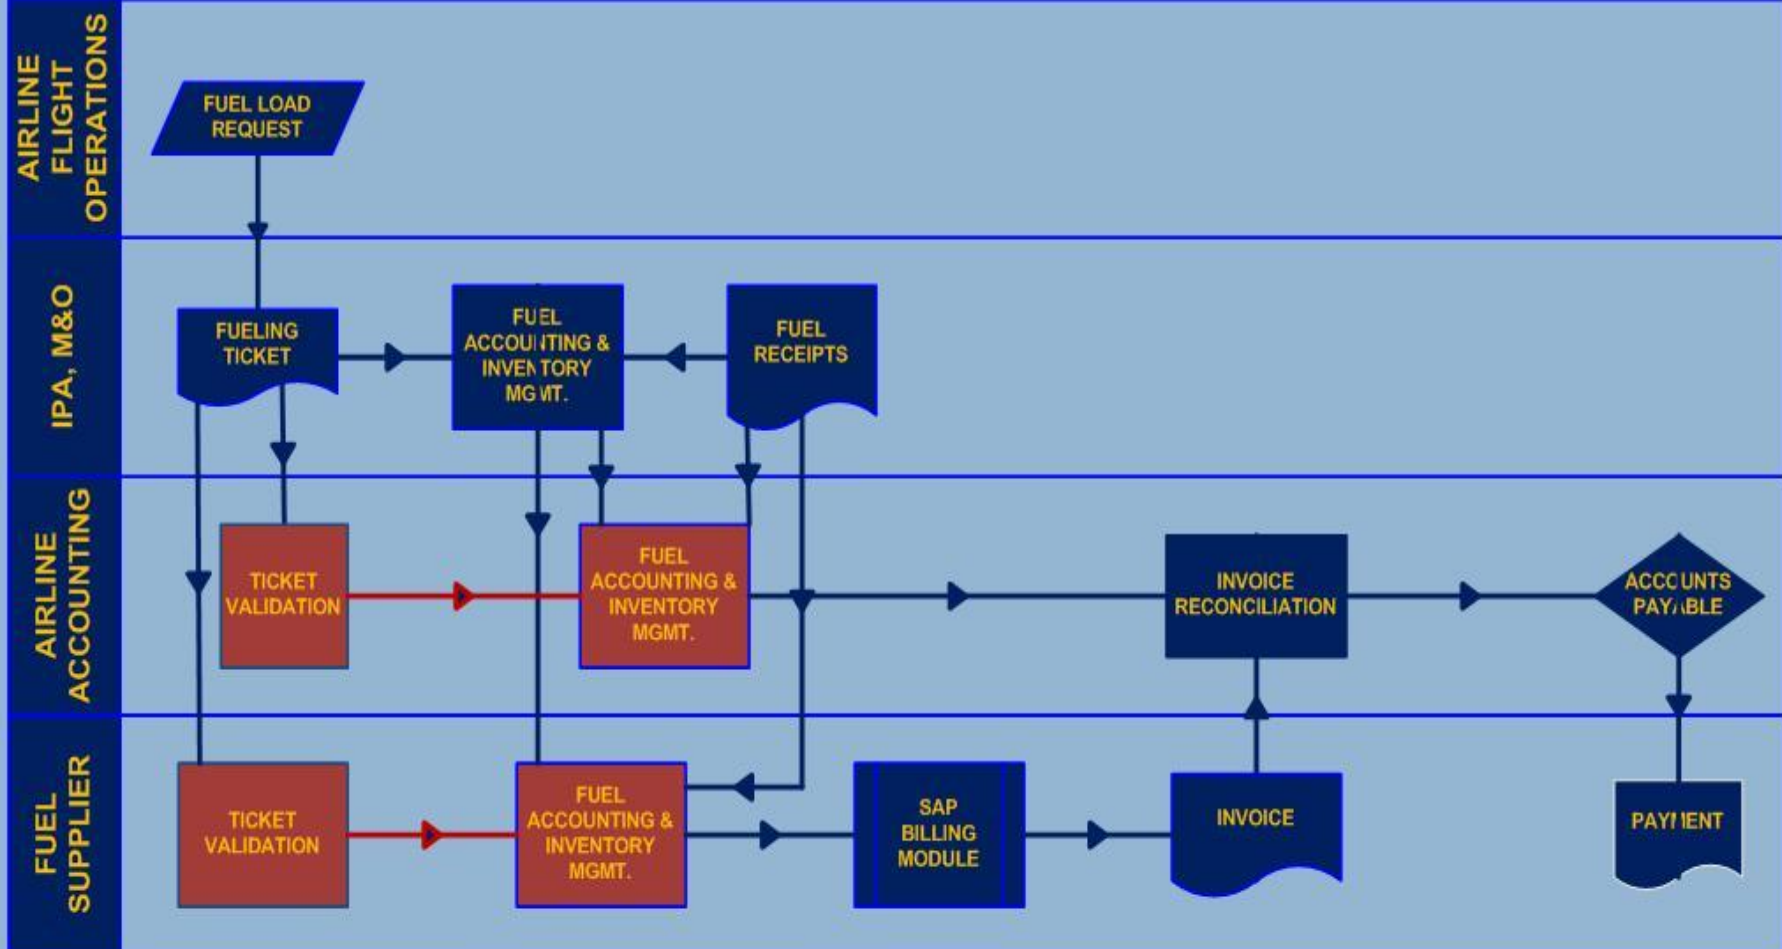 AIRLINE
FLIGHT
OPERATIONS
FUEL LOAD
REQUEST
IPA, M&O
FUELING
TICKET
FUEL
ACCOUNTING &
INVENTORY
MGMT.
FUEL
RECEIPTS
AIRLINE
ACCOUNTING
TICKET
VALIDATION
FUEL
ACCOUNTING &
INVENTORY
MGMT.
INVOICE
RECONCILIATION
ACCOUNTS
PAYABLE
FUEL
SUPPLIER
TICKET
VALIDATION
FUEL
ACCOUNTING &
INVENTORY
MGMT.
SAP
BILLING
MODULE
INVOICE
PAYMENT